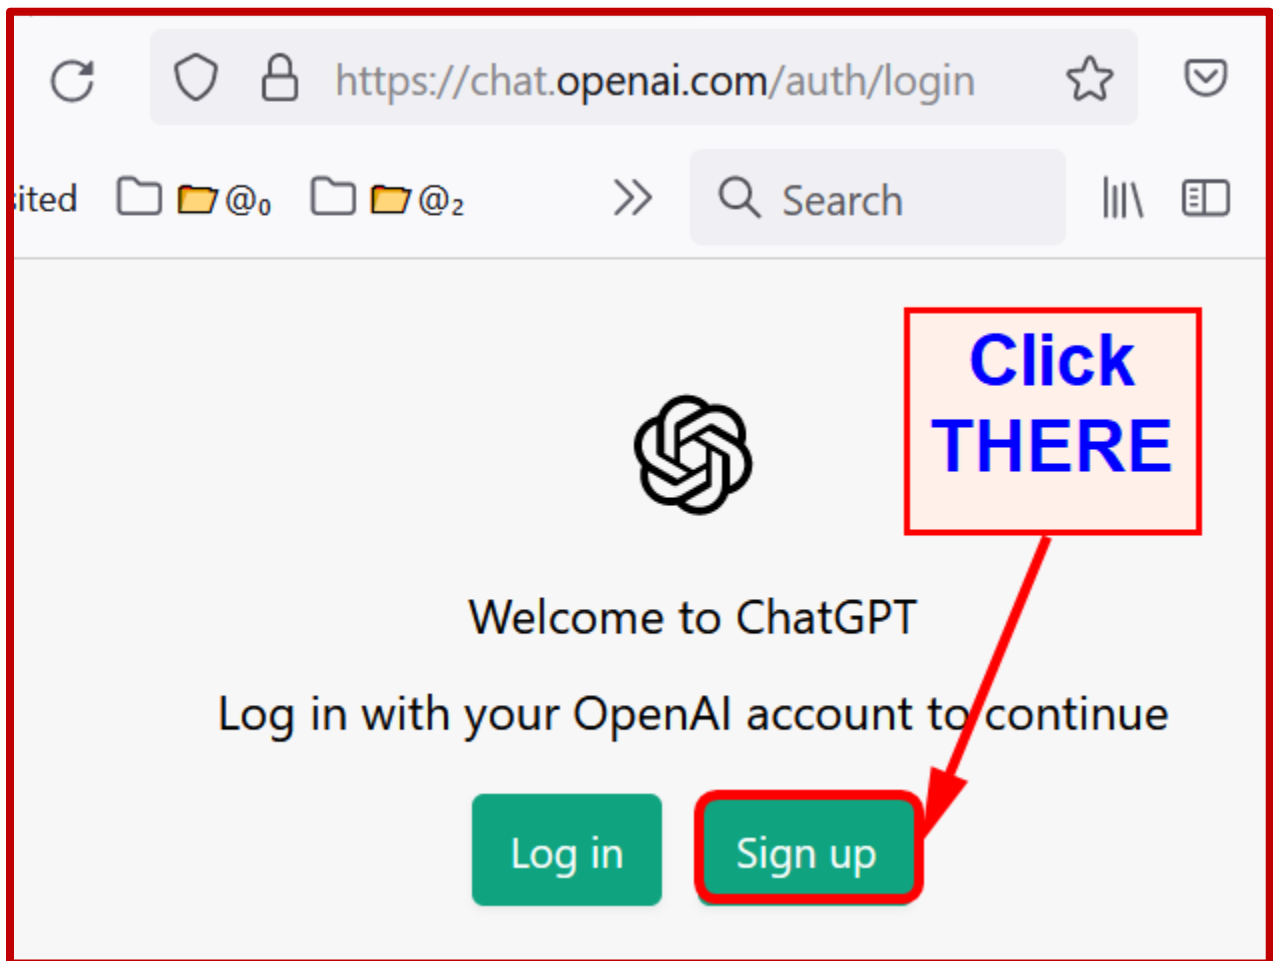 https://chat.openai.com/auth/login
sited @₀ @₂ Search
Click
THERE
Welcome to ChatGPT
Log in with your OpenAI account to continue
Log in Sign up